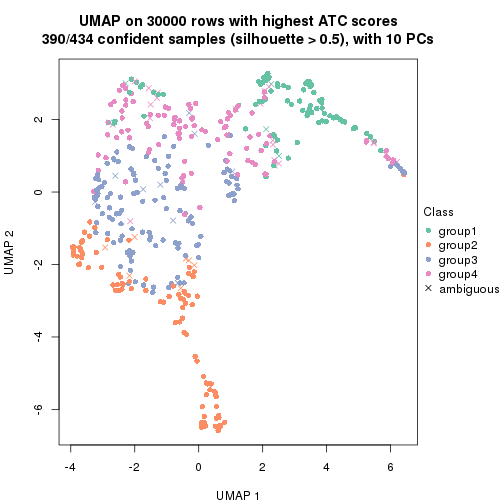 UMAP on 30000 rows with highest ATC scores
390/434 confident samples (silhouette > 0.5), with 10 PCs
2
0
-2
-4
-6
UMAP 2
-4
-2
0
2
4
6
UMAP 1
Class
group1
group2
group3
group4
ambiguous